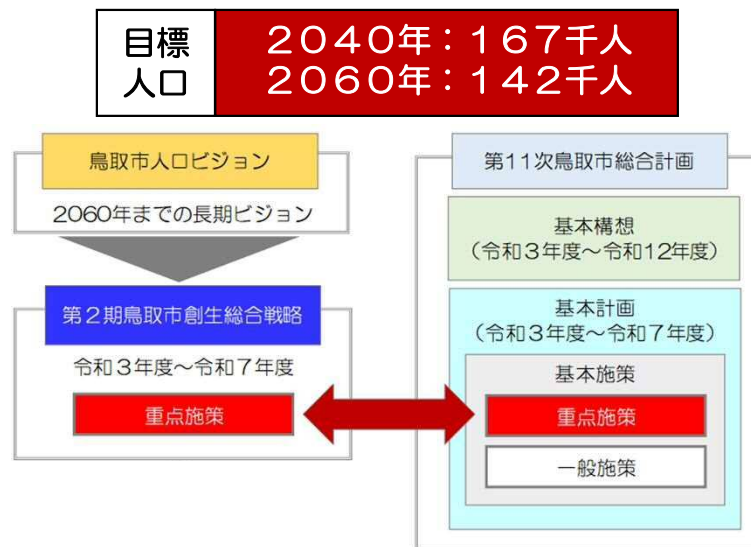 目標
人口
２０４０年：１６７千人
２０６０年：１４２千人
鳥取市人口ビジョン
2060年までの長期ビジョン
第２期鳥取市創生総合戦略
令和３年度～令和７年度
重点施策
第11次鳥取市総合計画
基本構想
（令和３年度～令和12年度）
基本計画
（令和３年度～令和７年度）
基本施策
重点施策
一般施策